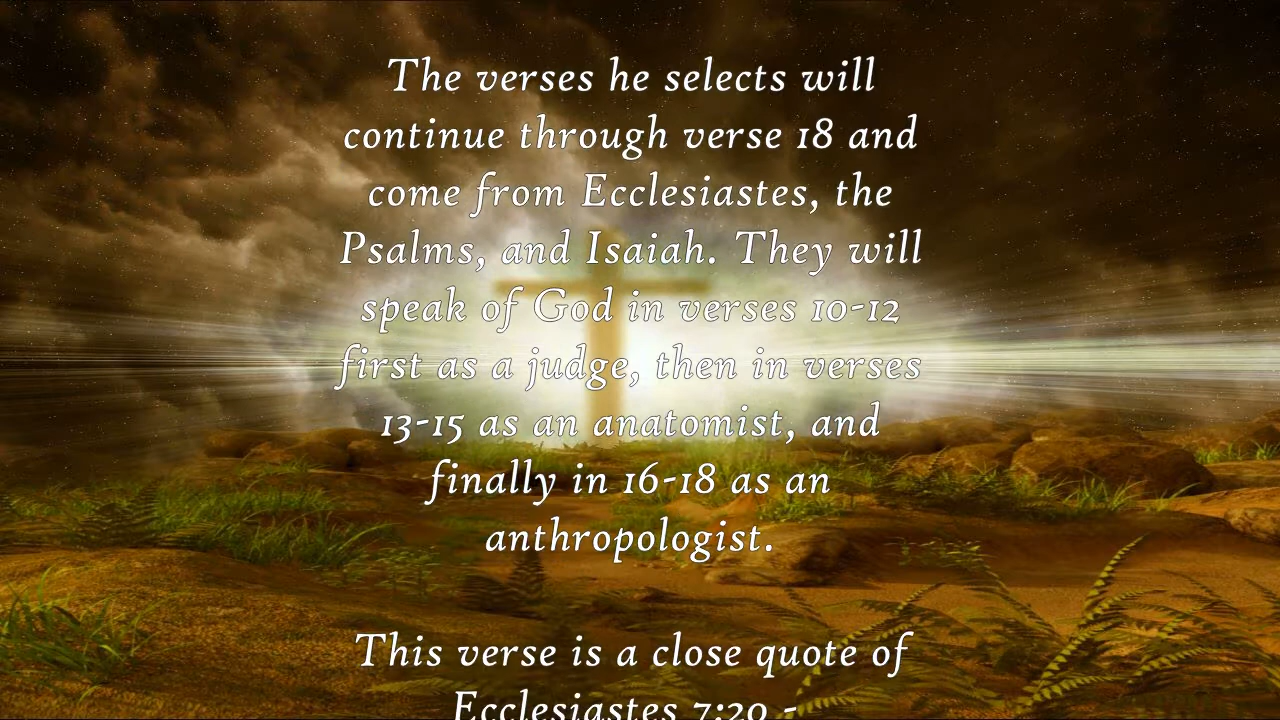 The verses he selects will
continue through verse 18 and
come from Ecclesiastes, the
Psalms, and Isaiah. They will
speak of God in verses 10-12
first as a judge, then in verses
13-15 as an anatomist, and
finally in 16-18 as an
anthropologist.
This verse is a close quote of
Ecclesiastes 7:20 -